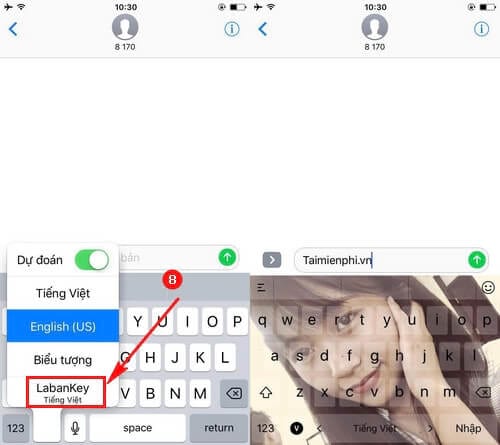 10:30
8 170
bản
Dự đoán
Tiếng Việt
English (US)
Biểu tượng
LabanKey
Tiếng Việt
8
Y U I O P
G H J K L
V B N M
123
space
return
10:30
8 170
Taimienphi.vn
q w e r t y u i o p
a s d f g h j k l
z x c v b n m
123
V
Tiếng Việt
Nhập